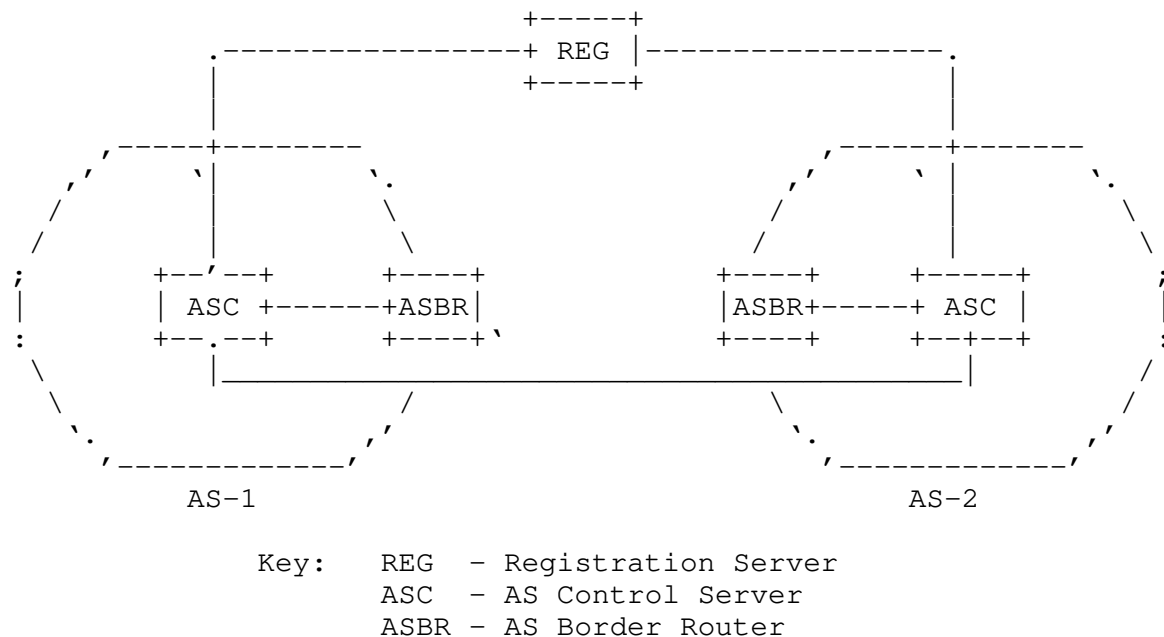 REG
ASC ASBR ASBR ASC
AS-1 AS-2
Key: REG - Registration Server
ASC - AS Control Server
ASBR - AS Border Router